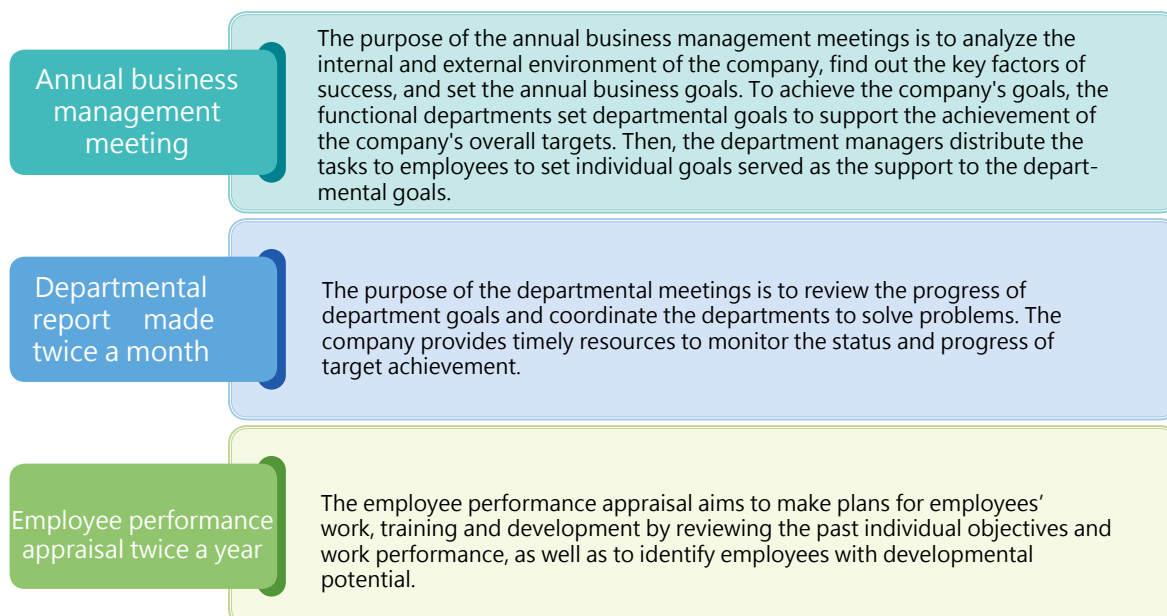 Annual business
management
meeting
The purpose of the annual business management meetings is to analyze the
internal and external environment of the company, find out the key factors of
success, and set the annual business goals. To achieve the company's goals, the
functional departments set departmental goals to support the achievement of
the company's overall targets. Then, the department managers distribute the
tasks to employees to set individual goals served as the support to the depart-
mental goals.
Departmental
report made
twice a month
The purpose of the departmental meetings is to review the progress of
department goals and coordinate the departments to solve problems. The
company provides timely resources to monitor the status and progress of
target achievement.
Employee performance
appraisal twice a year
The employee performance appraisal aims to make plans for employees’
work, training and development by reviewing the past individual objectives and
work performance, as well as to identify employees with developmental
potential.